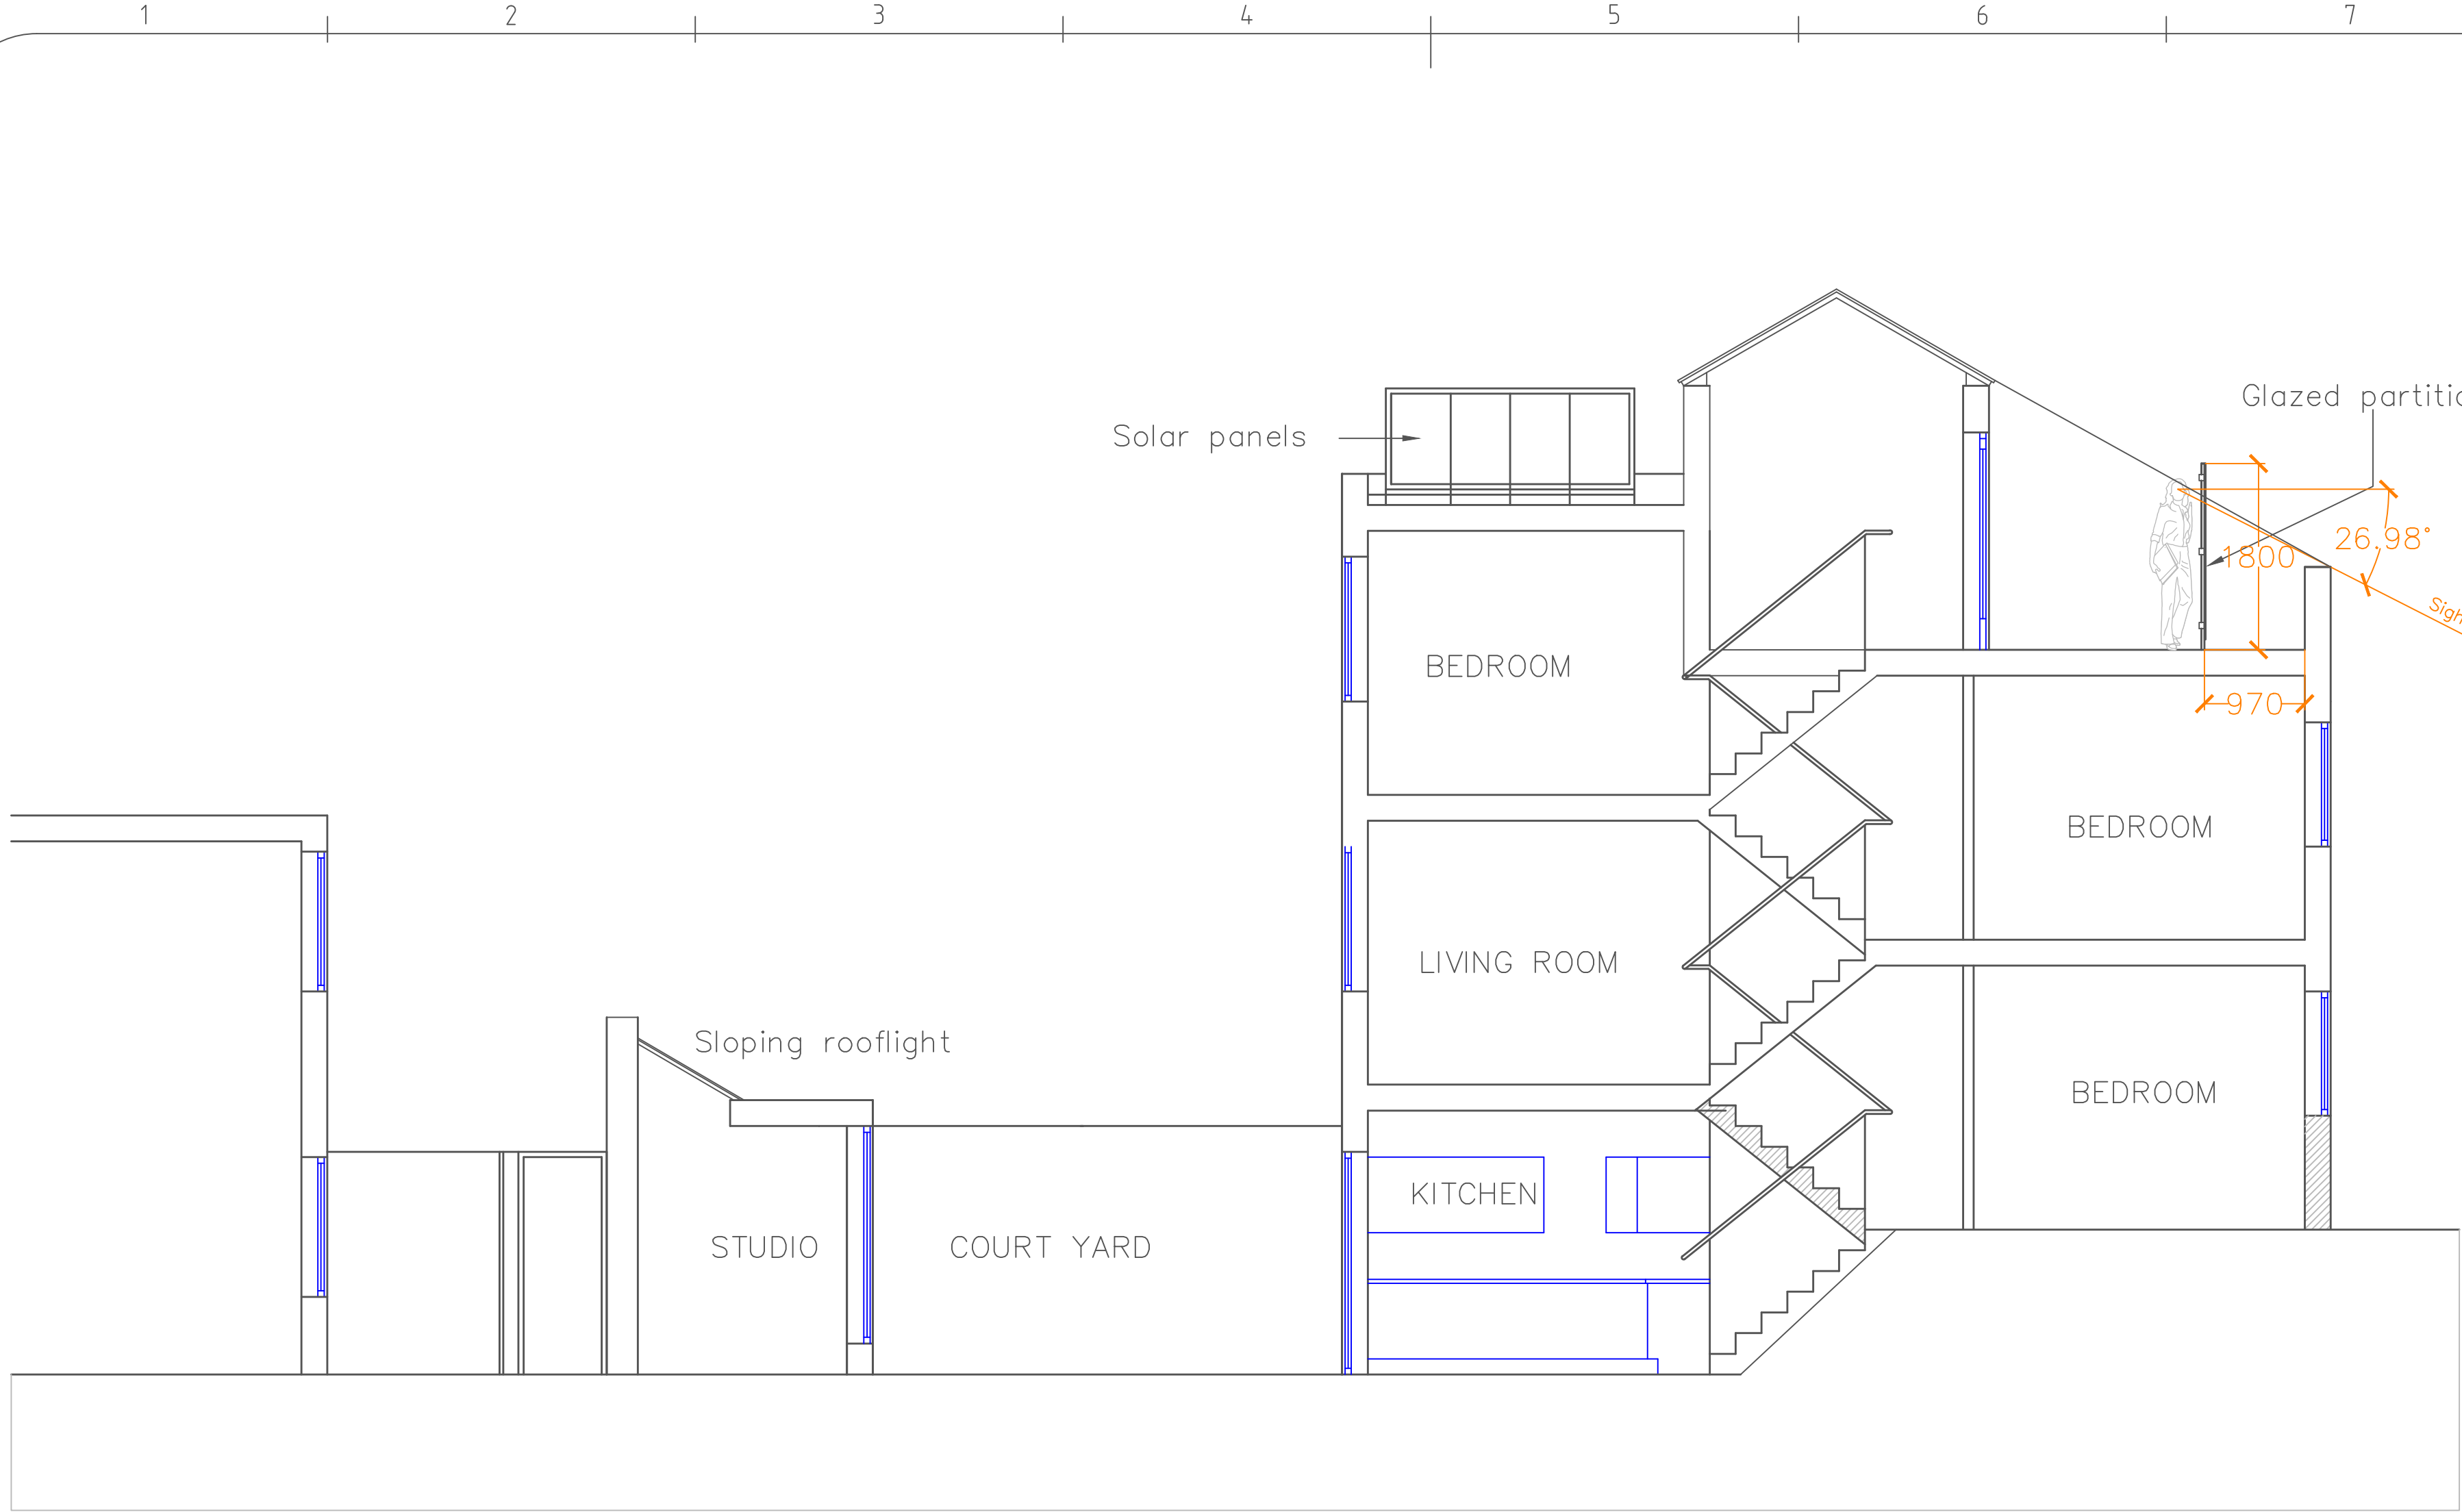 1 2 3 4 5 6 7
Glazed partitio
Solar panels
26.98°
1800
Sigh
BEDROOM
970
BEDROOM
LIVING ROOM
Sloping rooflight
BEDROOM
KITCHEN
STUDIO
COURT YARD